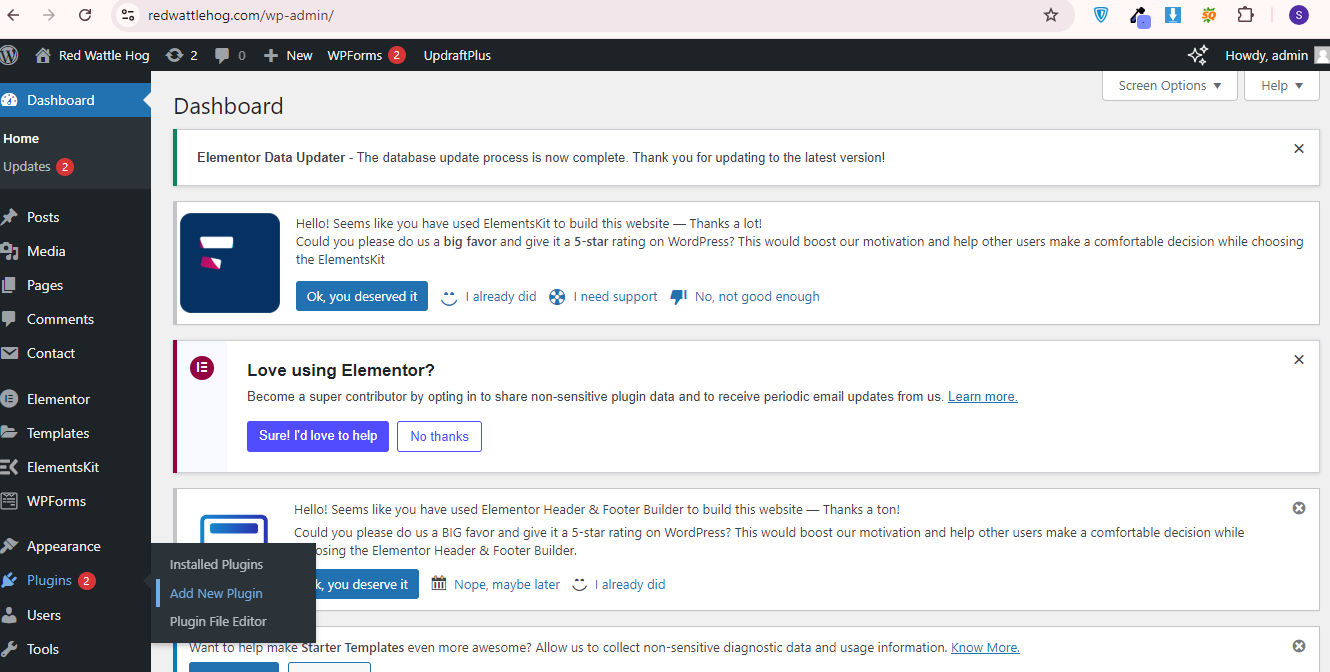 redwattlehog.com/wp-admin/
S
Red Wattle Hog 2 0 New WPForms 2 UpdraftPlus Howdy, admin
Dashboard
Home
Updates 2
Posts
Media
Pages
Comments
Contact
Elementor
Templates
ElementsKit
WPForms
Appearance
Plugins 2
Users
Tools
Installed Plugins
Add New Plugin
Plugin File Editor
Screen Options ▼ Help ▼
Dashboard
Elementor Data Updater - The database update process is now complete. Thank you for updating to the latest version!
Hello! Seems like you have used ElementsKit to build this website — Thanks a lot!
Could you please do us a big favor and give it a 5-star rating on WordPress? This would boost our motivation and help other users make a comfortable decision while choosing
the ElementsKit
Ok, you deserved it I already did I need support No, not good enough
Love using Elementor?
Become a super contributor by opting in to share non-sensitive plugin data and to receive periodic email updates from us. Learn more.
Sure! I'd love to help No thanks
Hello! Seems like you have used Elementor Header & Footer Builder to build this website — Thanks a ton!
Could you please do us a BIG favor and give it a 5-star rating on WordPress? This would boost our motivation and help other users make a comfortable decision while
oosing the Elementor Header & Footer Builder.
k, you deserve it Nope, maybe later I already did
Want to help make Starter Templates even more awesome? Allow us to collect non-sensitive diagnostic data and usage information. Know More.